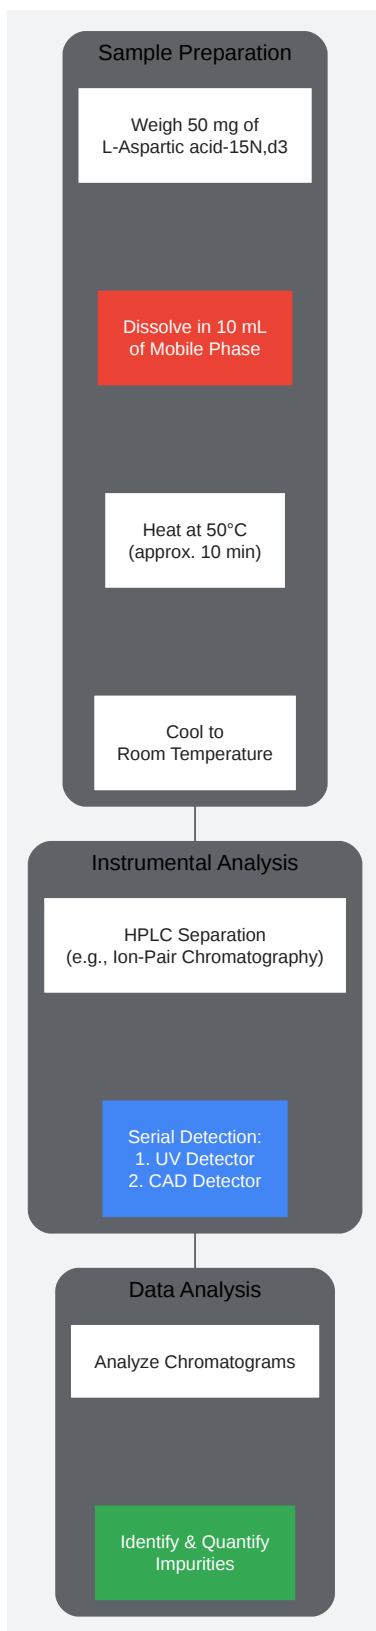 Sample Preparation
Weigh 50 mg of
L-Aspartic acid-15N,d3
Dissolve in 10 mL
of Mobile Phase
Heat at 50°C
(approx. 10 min)
Cool to
Room Temperature
Instrumental Analysis
HPLC Separation
(e.g., Ion-Pair Chromatography)
Serial Detection:
1. UV Detector
2. CAD Detector
Data Analysis
Analyze Chromatograms
Identify & Quantify
Impurities